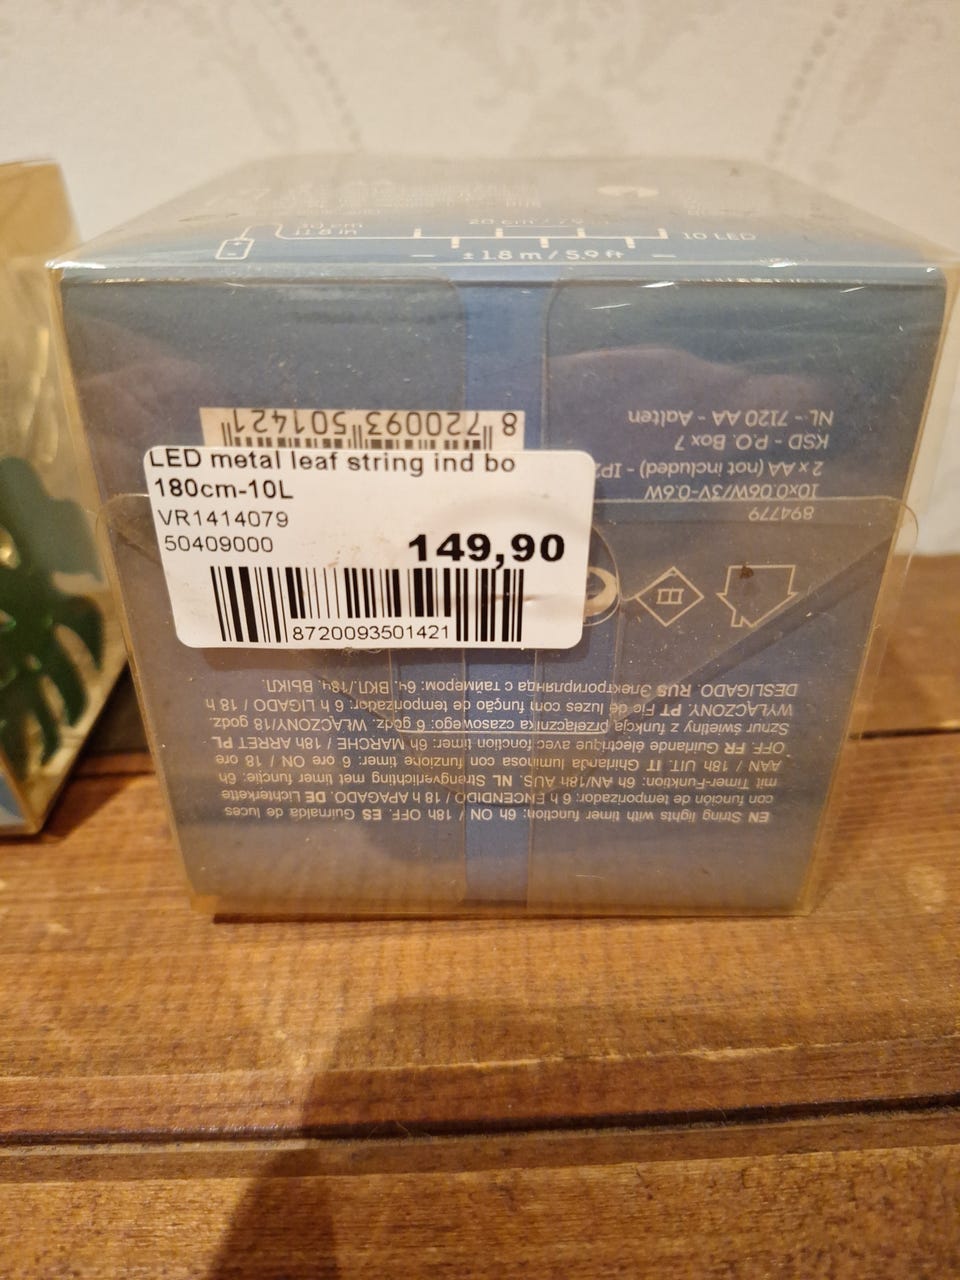 30 cm
11.8 in
10 LED
± 1.8 m / 5.9 ft
8 720093 501421
LED metal leaf string ind bo
180cm-10L
VR1414079
50409000
149,90
8720093501421
894779
10x0.06W/3V-0.6W
2 x AA (not included) -
KSD - P.O. Box 7
NL - 7120 AA - Aalten
EN String lights with timer function: 6h ON / 18h OFF. ES Guirnalda de luces
con función de temporizador: 6 h ENCENDIDO / 18 h APAGADO. DE Lichterkette
mit Timer-Funktion: 6h AN/18h AUS. NL Strengverlichting met timer functie: 6h
AAN / 18h UIT. IT Ghirlanda luminosa con funzione timer: 6 ore ON / 18 ore
OFF. FR Guirlande électrique avec fonction timer: 6h MARCHE / 18h ARRET PL
Sznur świetlny z funkcją przełącznika czasowego: 6 godz. WŁĄCZONY/18 godz.
WYŁĄCZONY. PT Fio de luzes com função de temporizador: 6 h LIGADO / 18 h
DESLIGADO. RUS Электрогирлянда с таймером: 6ч. ВКЛ./18ч. ВЫКЛ.